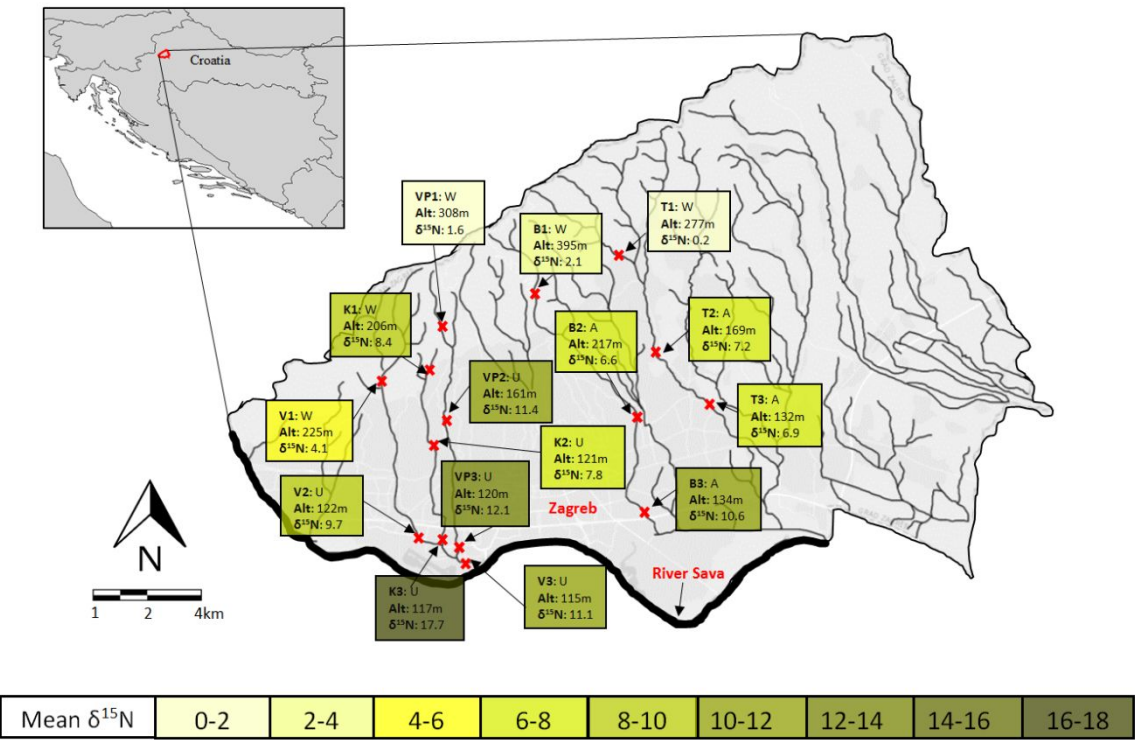 Croatia
GRAD ZAGREB
VP1: W
Alt: 308m
δ¹⁵N: 1.6
T1: W
Alt: 277m
δ¹⁵N: 0.2
B1: W
Alt: 395m
δ¹⁵N: 2.1
K1: W
Alt: 206m
δ¹⁵N: 8.4
T2: A
Alt: 169m
δ¹⁵N: 7.2
B2: A
Alt: 217m
δ¹⁵N: 6.6
VP2: U
Alt: 161m
δ¹⁵N: 11.4
T3: A
Alt: 132m
δ¹⁵N: 6.9
V1: W
Alt: 225m
δ¹⁵N: 4.1
K2: U
Alt: 121m
δ¹⁵N: 7.8
VP3: U
Alt: 120m
δ¹⁵N: 12.1
B3: A
Alt: 134m
δ¹⁵N: 10.6
V2: U
Alt: 122m
δ¹⁵N: 9.7
Zagreb
GRAD ZAGREB
River Sava
V3: U
Alt: 115m
δ¹⁵N: 11.1
K3: U
Alt: 117m
δ¹⁵N: 17.7
N
1 2 4km
Mean δ¹⁵N 0-2 2-4 4-6 6-8 8-10 10-12 12-14 14-16 16-18